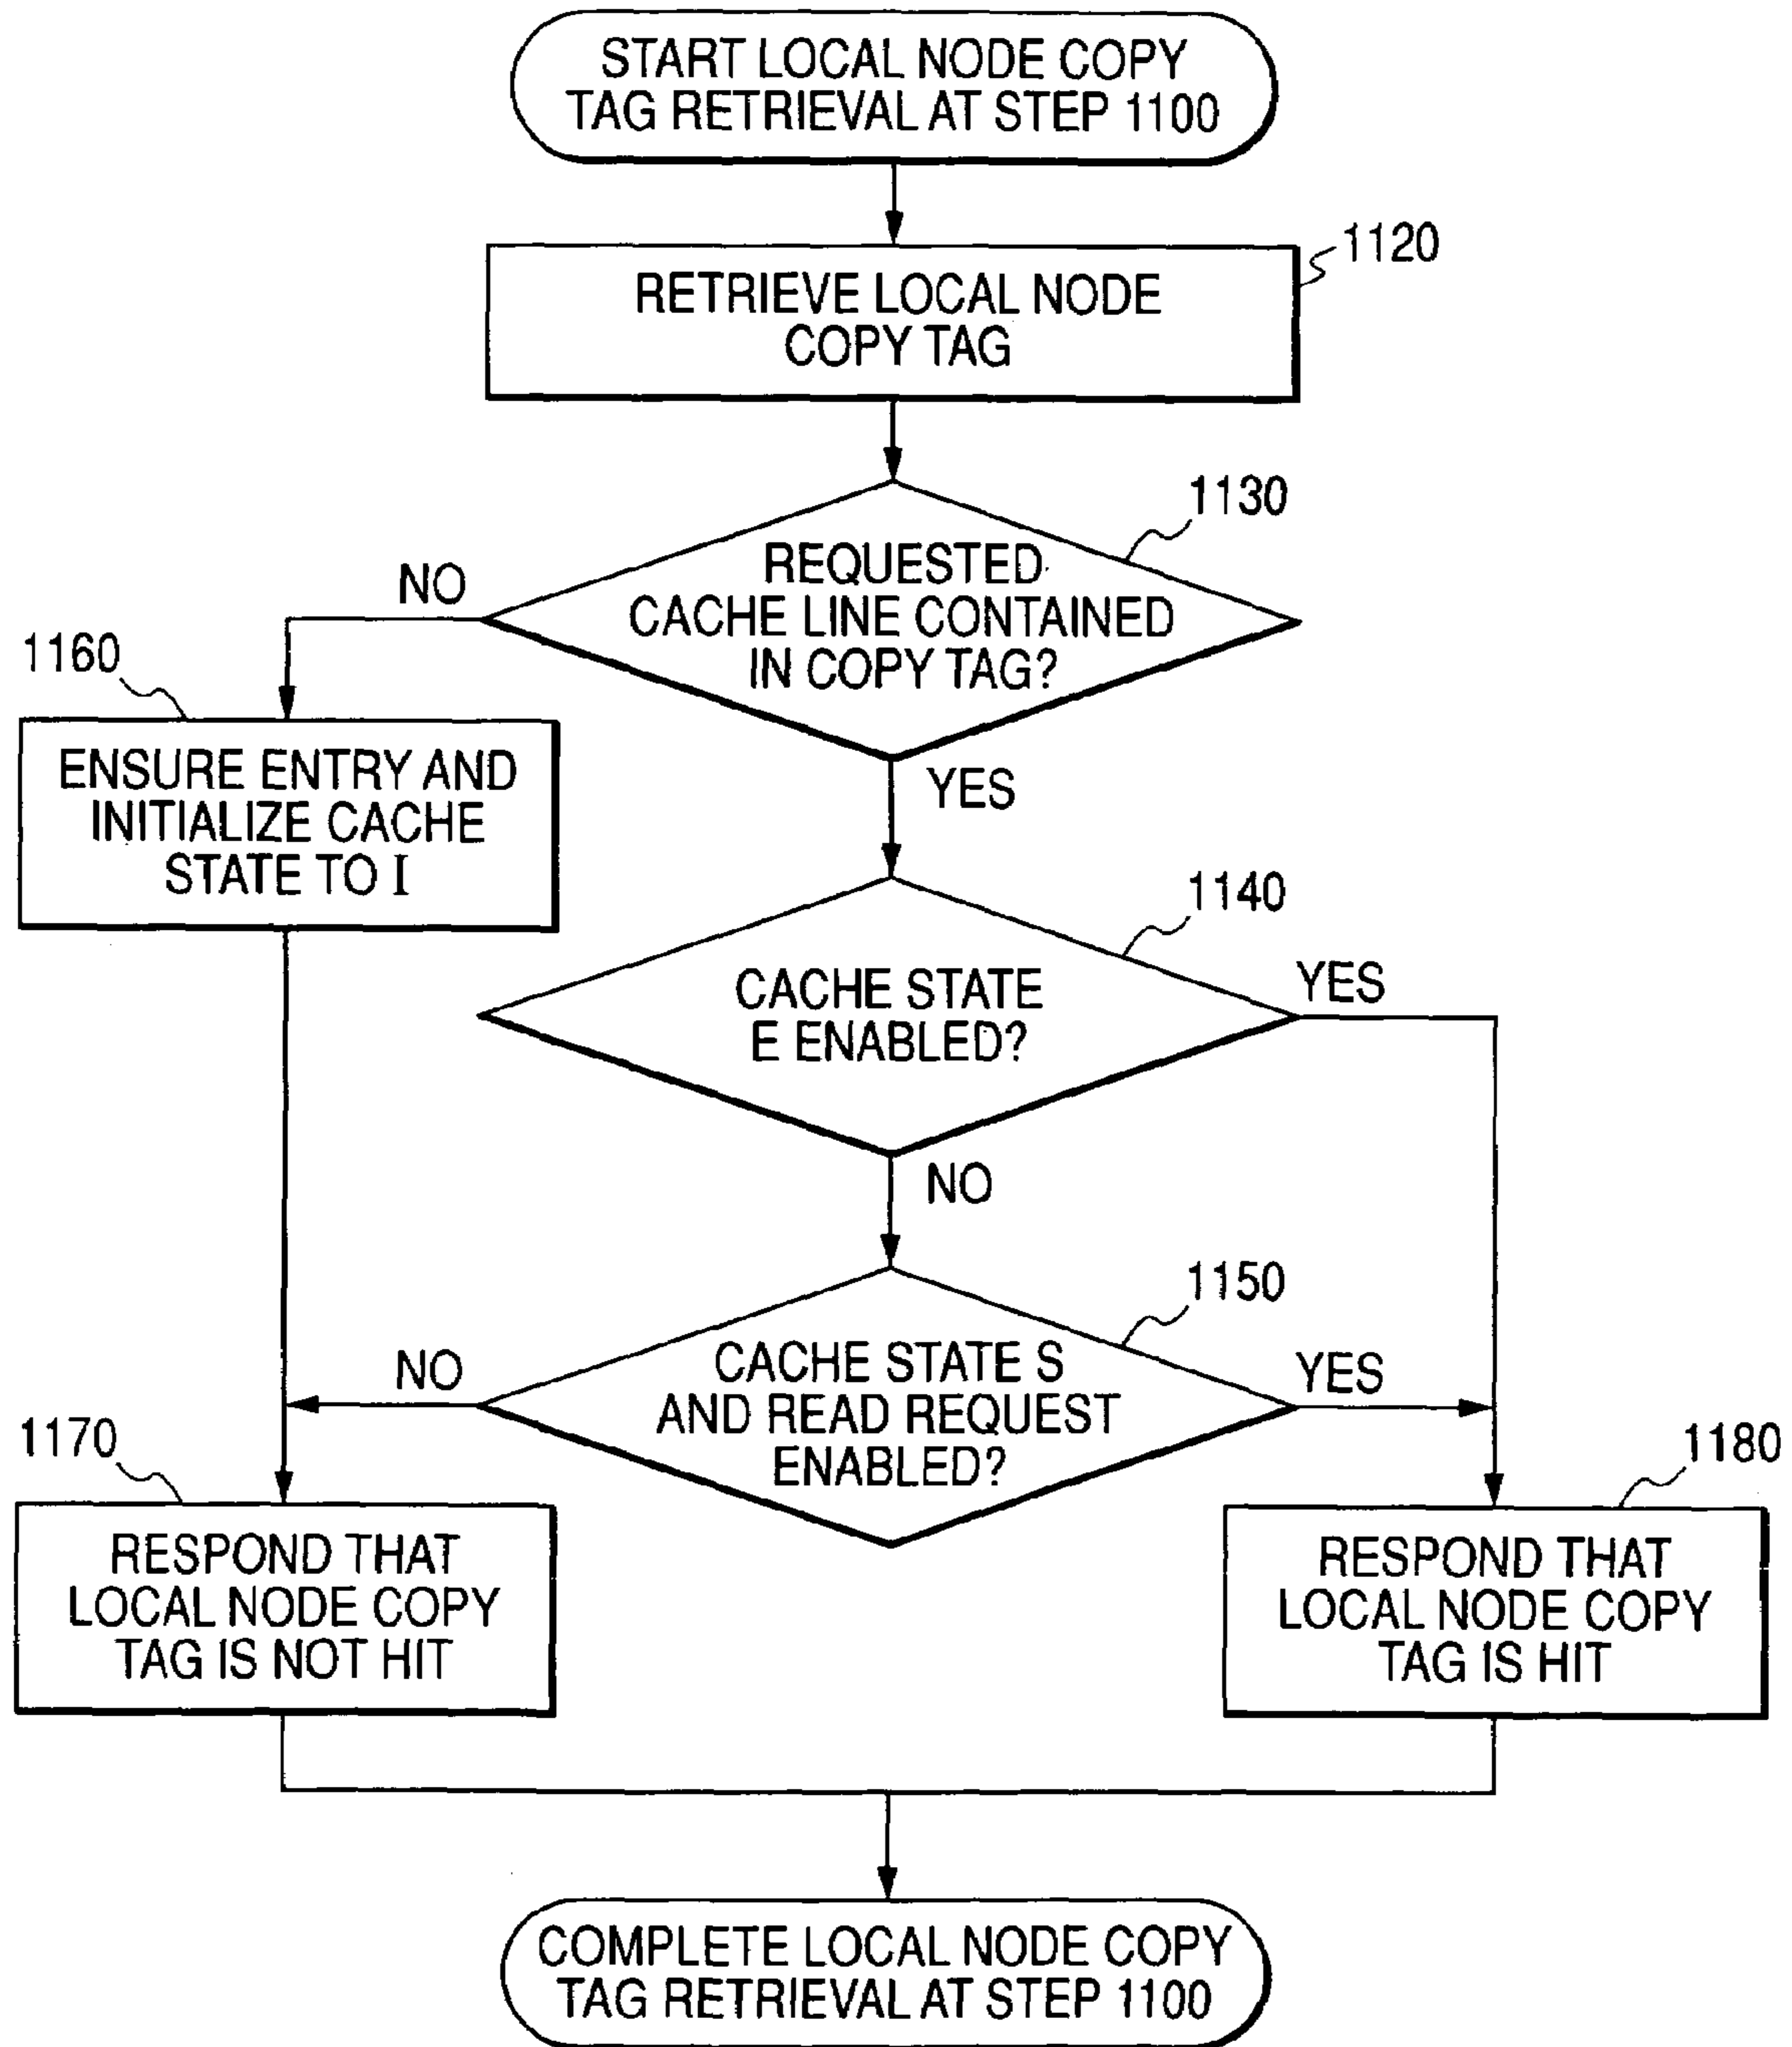 START LOCAL NODE COPY
TAG RETRIEVAL AT STEP 1100
1120
RETRIEVE LOCAL NODE
COPY TAG
1130
REQUESTED
CACHE LINE CONTAINED
IN COPY TAG?
NO
YES
1160
ENSURE ENTRY AND
INITIALIZE CACHE
STATE TO I
1140
CACHE STATE
E ENABLED?
YES
NO
1150
CACHE STATE S
AND READ REQUEST
ENABLED?
NO
YES
1170
RESPOND THAT
LOCAL NODE COPY
TAG IS NOT HIT
1180
RESPOND THAT
LOCAL NODE COPY
TAG IS HIT
COMPLETE LOCAL NODE COPY
TAG RETRIEVAL AT STEP 1100